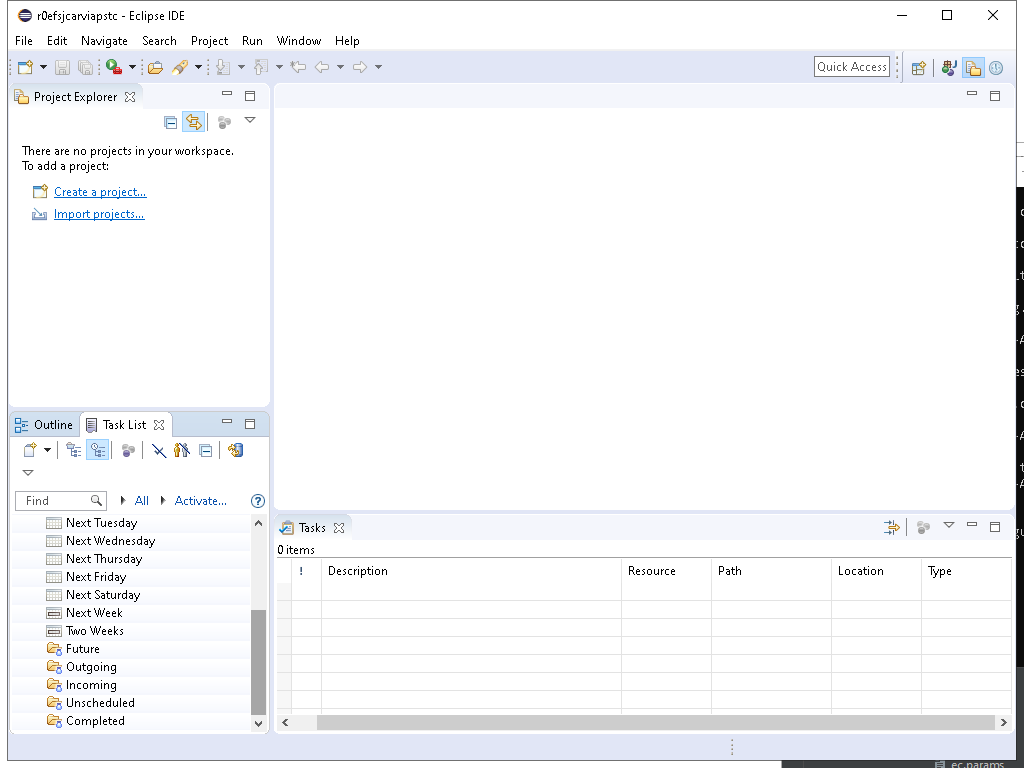 r0efsjcarviapstc - Eclipse IDE
File Edit Navigate Search Project Run Window Help
Quick Access
Project Explorer
There are no projects in your workspace.
To add a project:
Create a project...
Import projects...
Outline Task List
Find All Activate...
Next Tuesday
Next Wednesday
Next Thursday
Next Friday
Next Saturday
Next Week
Two Weeks
Future
Outgoing
Incoming
Unscheduled
Completed
Tasks
0 items
! Description Resource Path Location Type
ec.params